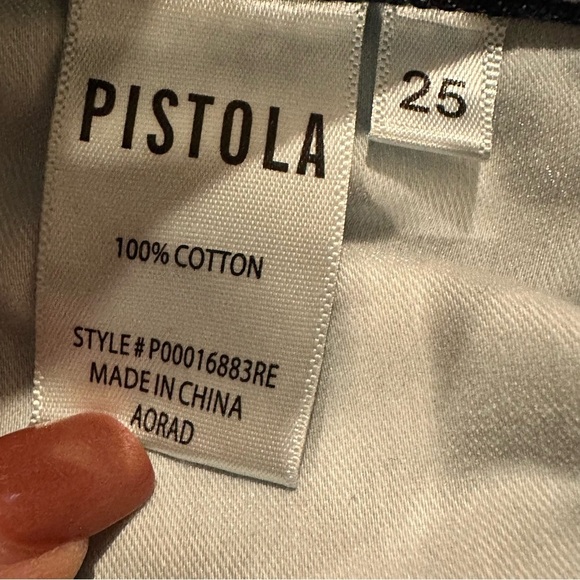 PISTOLA
25
100% COTTON
STYLE # P00016883RE
MADE IN CHINA
AORAD